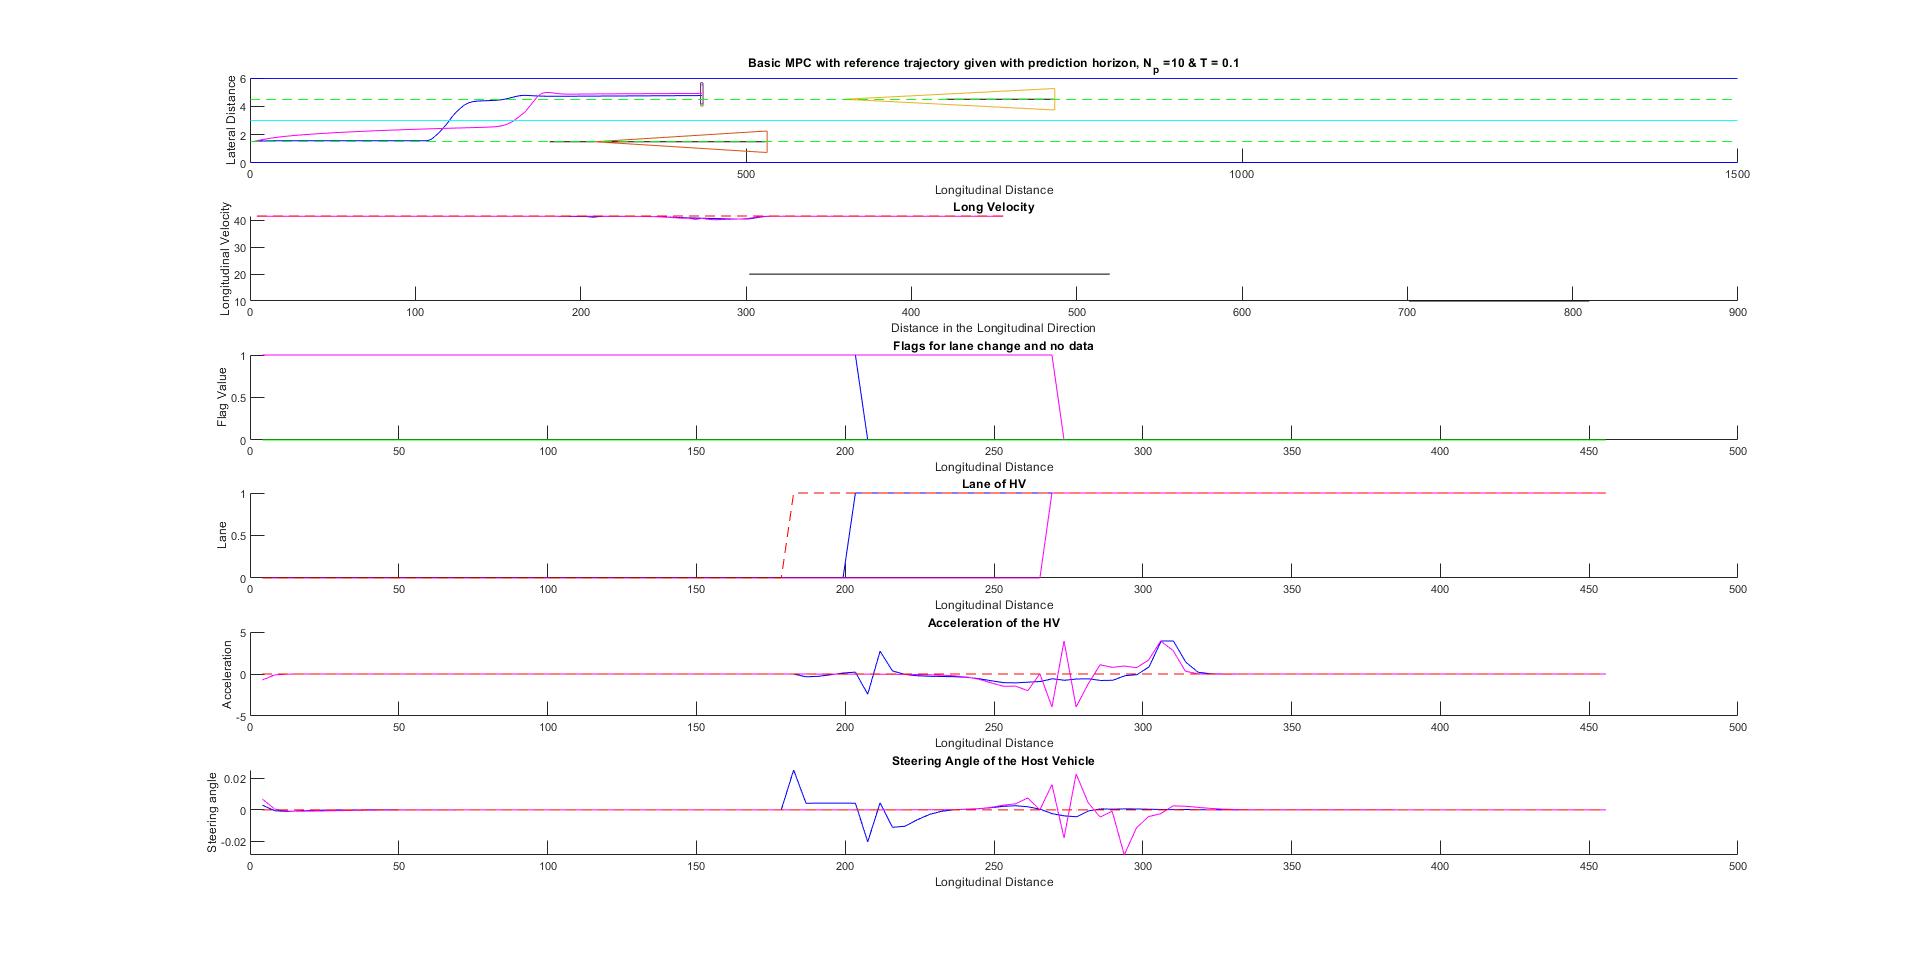 Basic MPC with reference trajectory given with prediction horizon, Np =10 & T = 0.1
Lateral Distance
6
4
2
0
0 500 1000 1500
Longitudinal Distance
Long Velocity
Longitudinal Velocity
40
30
20
10
0 100 200 300 400 500 600 700 800 900
Distance in the Longitudinal Direction
Flags for lane change and no data
Flag Value
1
0.5
0
0 50 100 150 200 250 300 350 400 450 500
Longitudinal Distance
Lane of HV
Lane
1
0.5
0
0 50 100 150 200 250 300 350 400 450 500
Longitudinal Distance
Acceleration of the HV
Acceleration
5
0
-5
0 50 100 150 200 250 300 350 400 450 500
Longitudinal Distance
Steering Angle of the Host Vehicle
Steering angle
0.02
0
-0.02
0 50 100 150 200 250 300 350 400 450 500
Longitudinal Distance